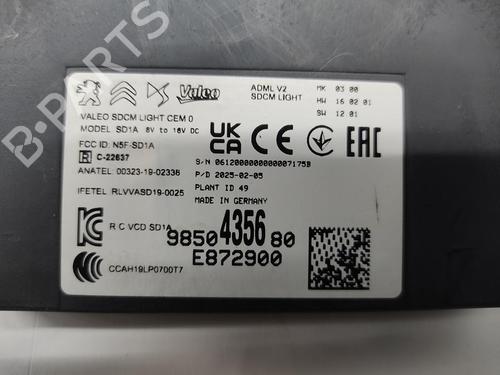 B-PARTS
Valeo
ADML V2
SDCM LIGHT
MK 03 00
HW 16 02 01
SW 12 01
VALEO SDCM LIGHT CEM 0
MODEL SD1A 8V to 16V DC
FCC ID: N5F-SD1A
R C-22637
ANATEL: 00323-19-02336
IFETEL RLVVASD19-0025
UK CA CE EAC
S/N 0612000000000007175B
P/D 2025-02-05
PLANT ID 49
MADE IN GERMANY
R C VCD SD1A
98504 4356 80
E872900
CCAH19LP0700T7